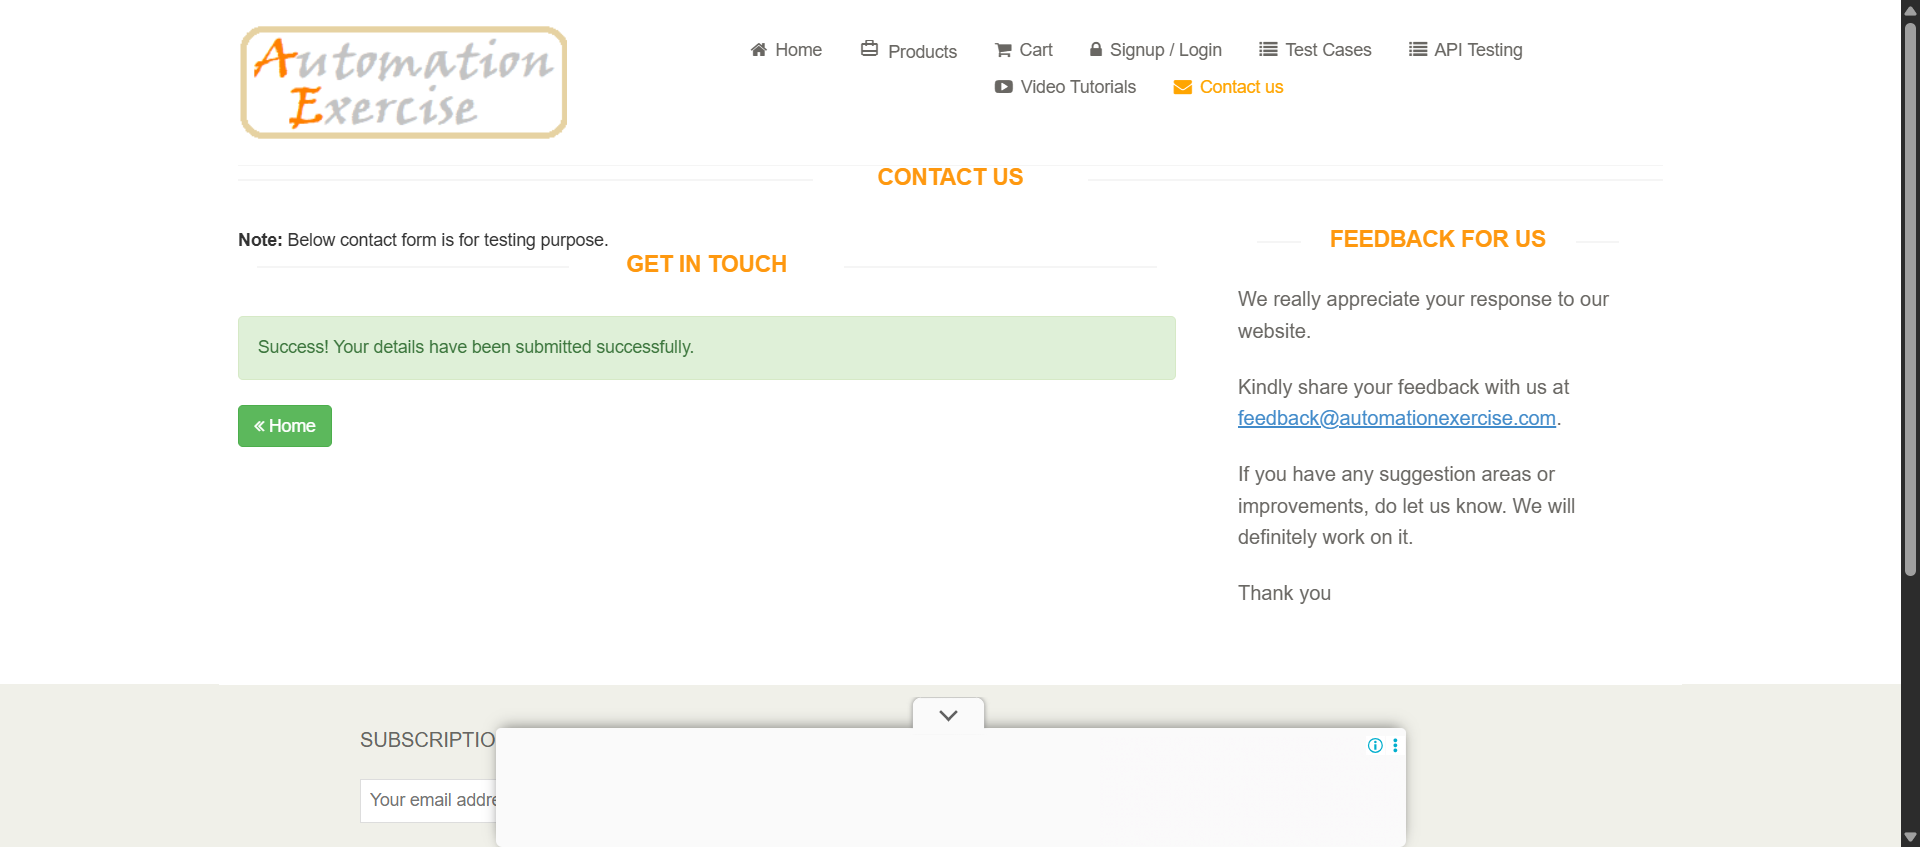 Automation
Exercise
Home
Products
Cart
Signup / Login
Test Cases
API Testing
Video Tutorials
Contact us
CONTACT US
Note: Below contact form is for testing purpose.
GET IN TOUCH
Success! Your details have been submitted successfully.
« Home
FEEDBACK FOR US
We really appreciate your response to our
website.
Kindly share your feedback with us at
feedback@automationexercise.com.
If you have any suggestion areas or
improvements, do let us know. We will
definitely work on it.
Thank you
SUBSCRIPTIO
Your email addre